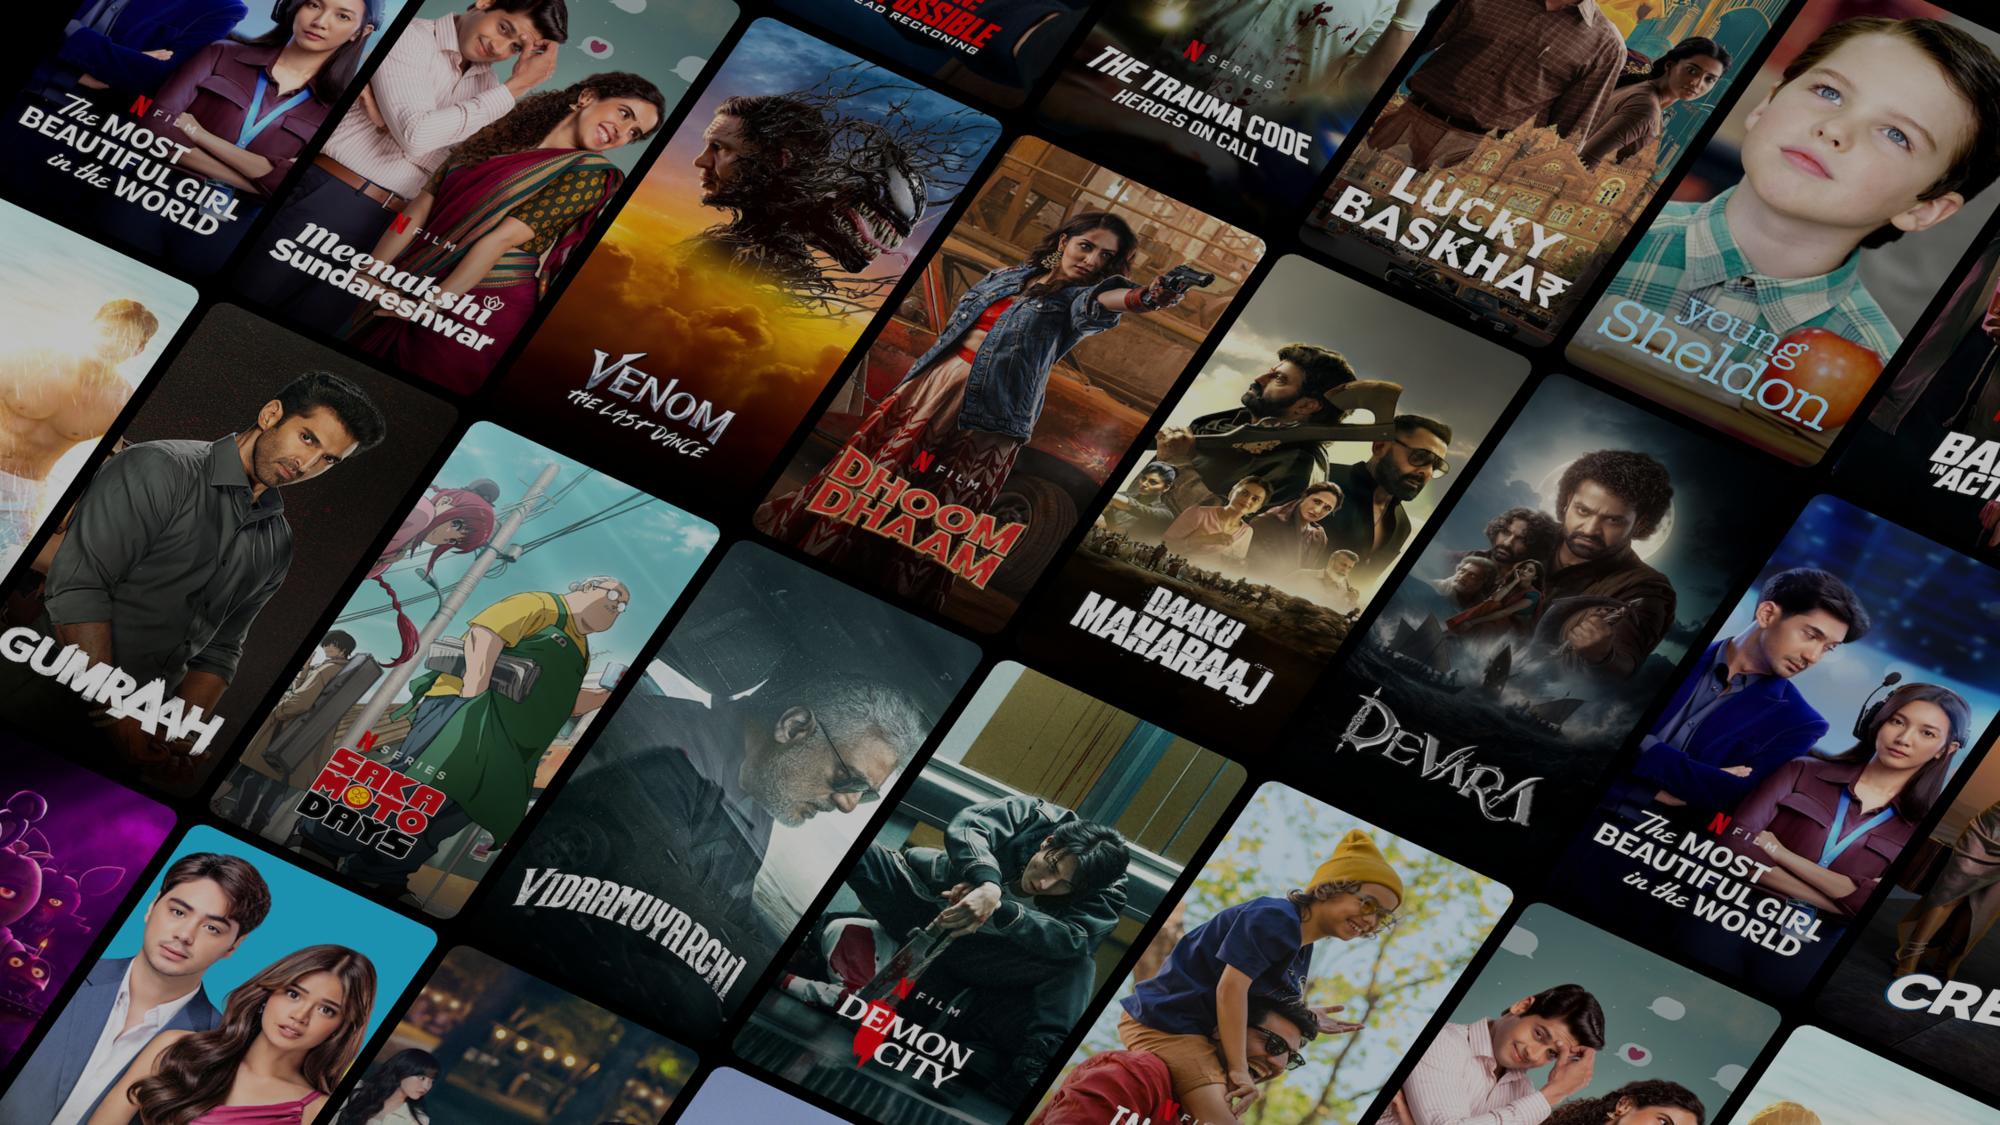 N FILM
The MOST
BEAUTIFUL GIRL
in the WORLD
N FILM
meenakshi
Sundareshwar
VENOM
THE LAST DANCE
DEAD RECKONING
N SERIES
THE TRAUMA CODE
HEROES ON CALL
LUCKY
BASKHA₹
young
Sheldon
GUMRAAH
N SERIES
SAKA
MOTO
DAYS
N FILM
DHOOM
DHAAM
DAAKU
MAHARAAJ
DEVARA
IN
VIDAAMUYARCHI
N FILM
DEMON
CITY
N FILM
The MOST
BEAUTIFUL GIRL
in the WORLD